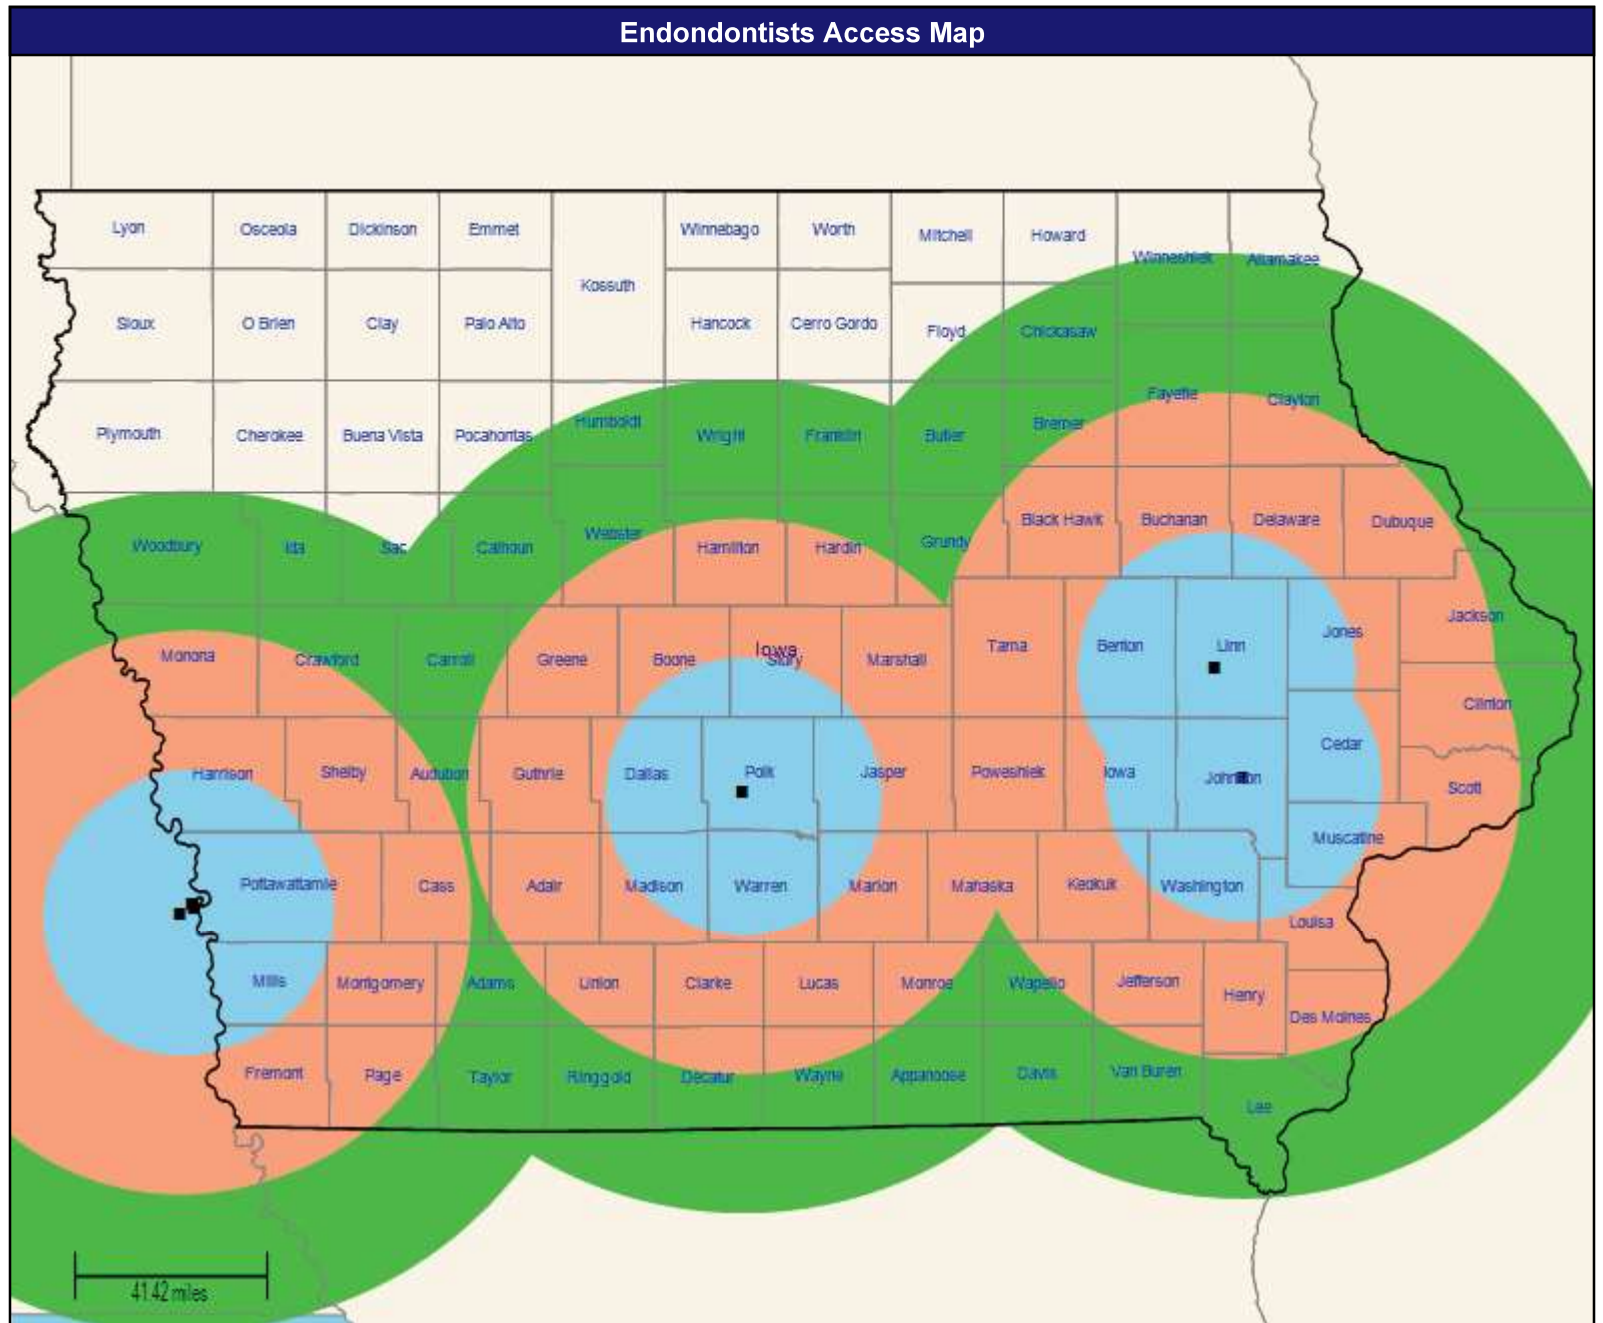 Endondontists Access Map
Lyon
Osceola
Dickinson
Emmet
Winnebago
Worth
Mitchell
Howard
Winneshiek
Allamakee
Kossuth
Sioux
O Brien
Clay
Palo Alto
Hancock
Cerro Gordo
Floyd
Chickasaw
Plymouth
Cherokee
Buena Vista
Pocahontas
Humboldt
Wright
Franklin
Butler
Bremer
Fayette
Clayton
Woodbury
Ida
Sac
Calhoun
Webster
Hamilton
Hardin
Grundy
Black Hawk
Buchanan
Delaware
Dubuque
Monona
Crawford
Carroll
Greene
Boone
Iowa
Story
Marshall
Tama
Benton
Linn
Jones
Jackson
Clinton
Harrison
Shelby
Audubon
Guthrie
Dallas
Polk
Jasper
Poweshiek
Iowa
Johnson
Cedar
Scott
Muscatine
Pottawattamie
Cass
Adair
Madison
Warren
Marion
Mahaska
Keokuk
Washington
Louisa
Mills
Montgomery
Adams
Union
Clarke
Lucas
Monroe
Wapello
Jefferson
Henry
Des Moines
Fremont
Page
Taylor
Ringgold
Decatur
Wayne
Appanoose
Davis
Van Buren
Lee
41.42 miles